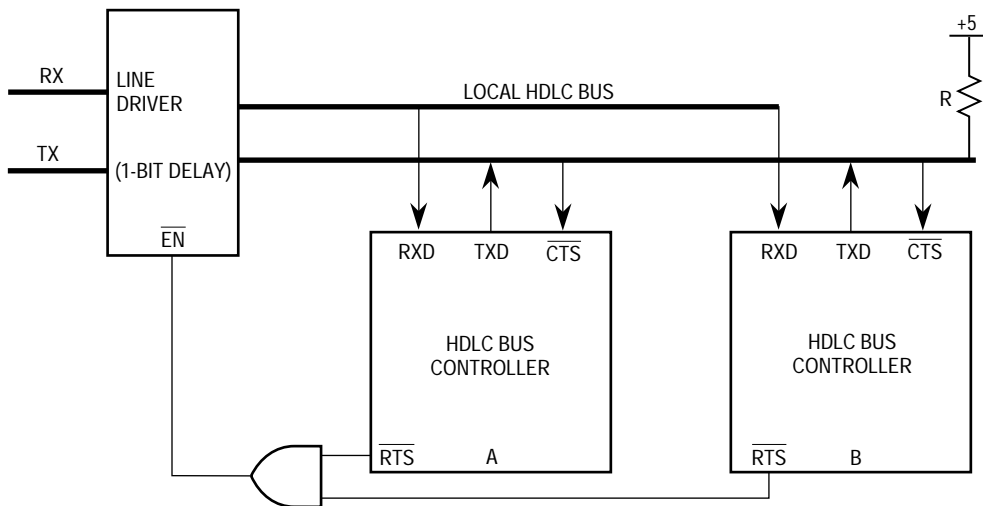 +5
R
RX
LINE
DRIVER
LOCAL HDLC BUS
TX
(1-BIT DELAY)
EN
RXD TXD CTS
RXD TXD CTS
HDLC BUS
CONTROLLER
HDLC BUS
CONTROLLER
RTS A
RTS B